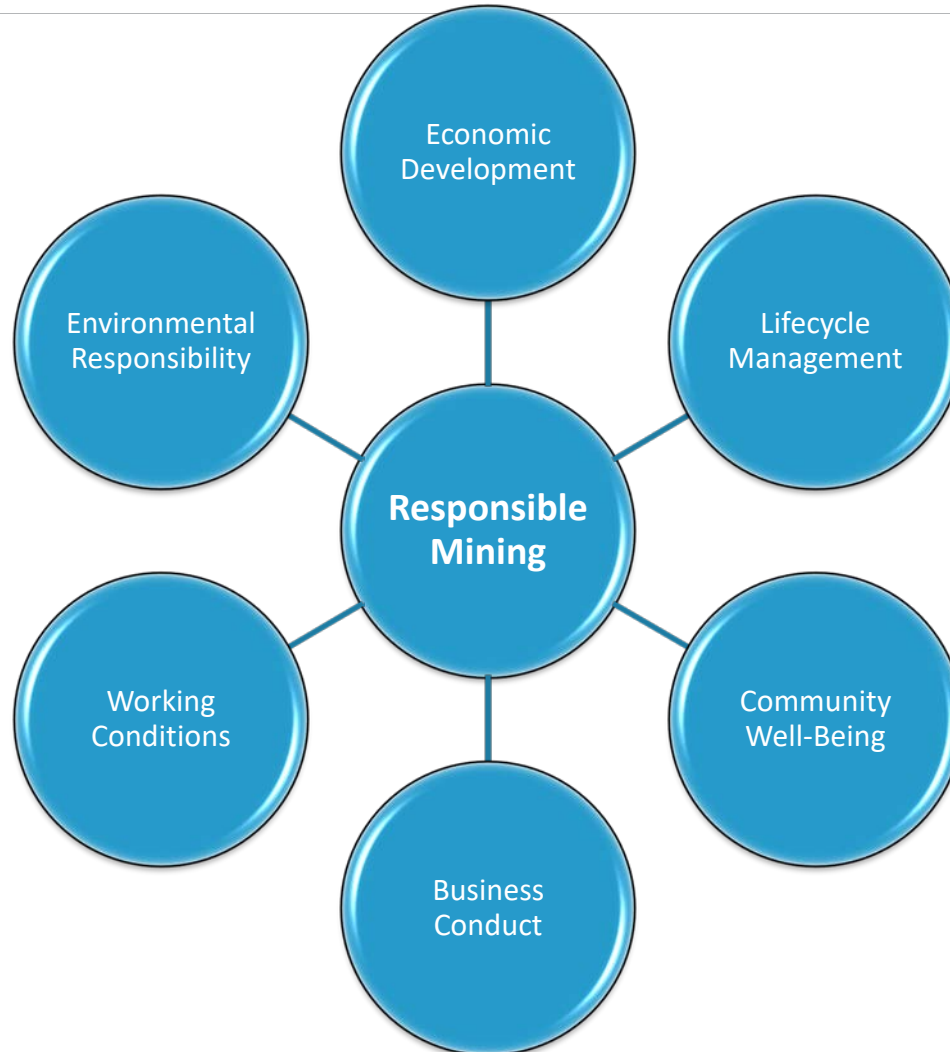 Economic
Development
Environmental
Responsibility
Lifecycle
Management
Responsible
Mining
Working
Conditions
Community
Well-Being
Business
Conduct